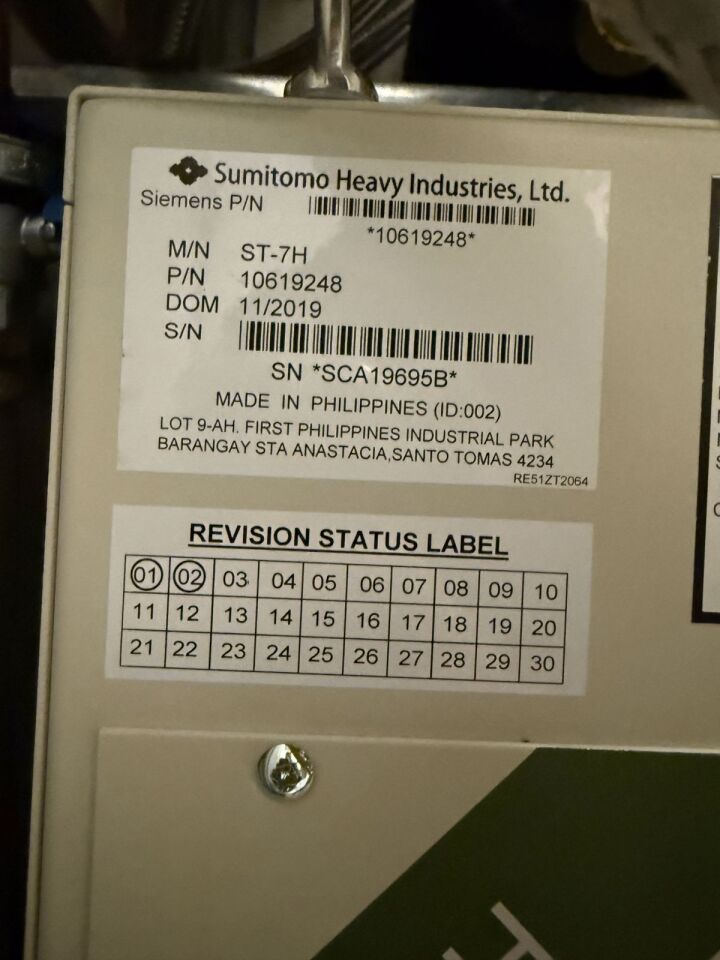 Sumitomo Heavy Industries, Ltd.
Siemens P/N
*10619248*
M/N ST-7H
P/N 10619248
DOM 11/2019
S/N
SN *SCA19695B*
MADE IN PHILIPPINES (ID:002)
LOT 9-AH. FIRST PHILIPPINES INDUSTRIAL PARK
BARANGAY STA ANASTACIA,SANTO TOMAS 4234
RE51ZT2064
REVISION STATUS LABEL
01 02 03 04 05 06 07 08 09 10
11 12 13 14 15 16 17 18 19 20
21 22 23 24 25 26 27 28 29 30
H